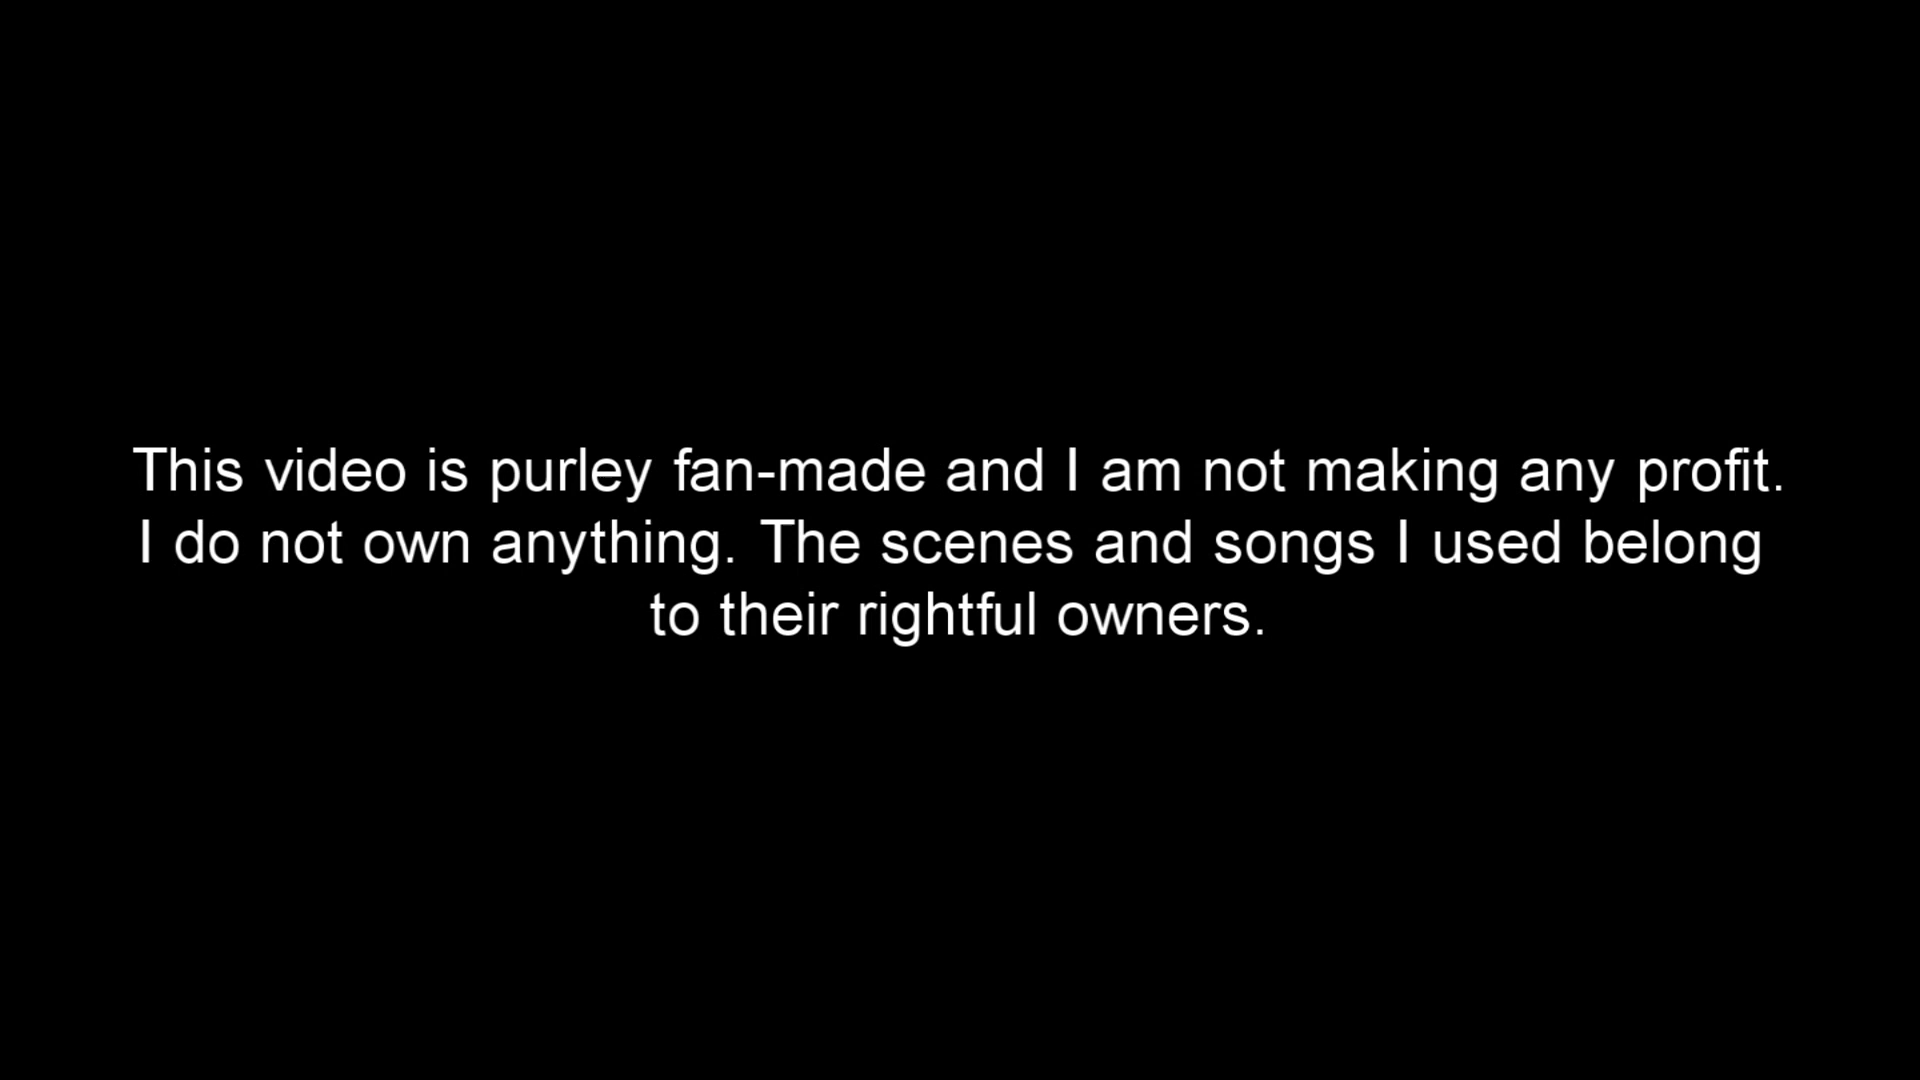 This video is purley fan-made and I am not making any profit.
I do not own anything. The scenes and songs I used belong
to their rightful owners.